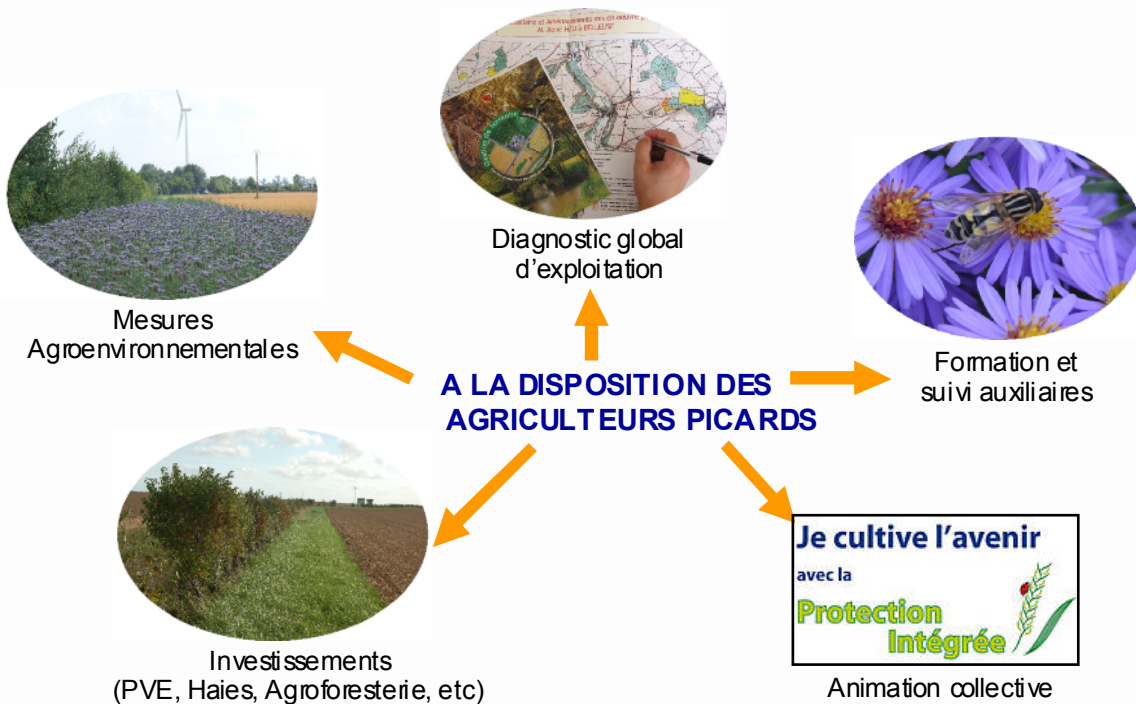 Diagnostic global
d'exploitation
Mesures
Agroenvironnementales
Formation et
suivi auxiliaires
A LA DISPOSITION DES
AGRICULTEURS PICARDS
Investissements
(PVE, Haies, Agroforesterie, etc)
Je cultive l'avenir
avec la
Protection
Intégrée
Animation collective